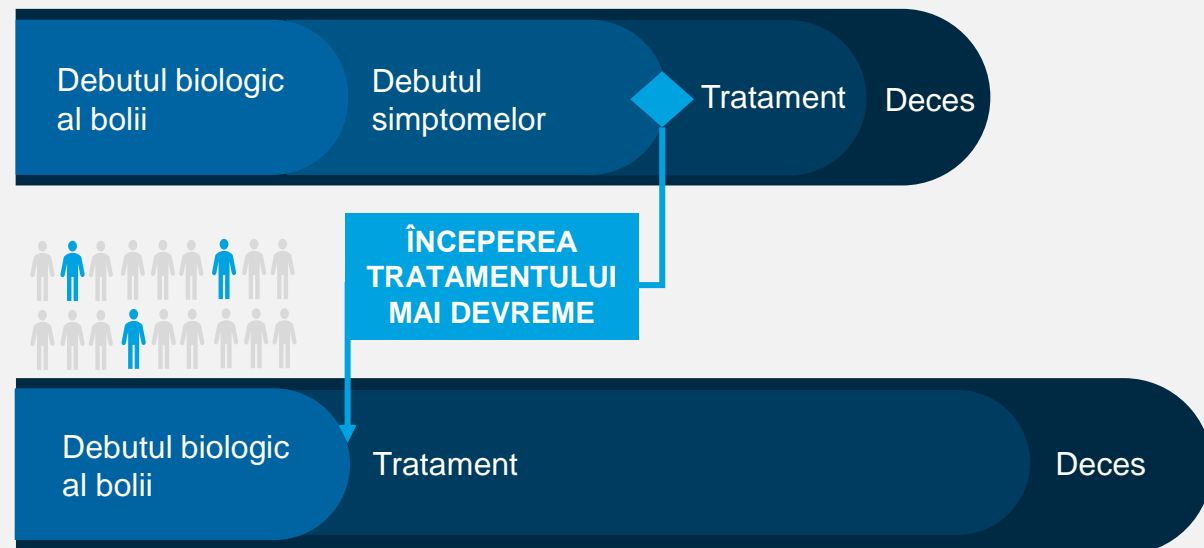 Debutul biologic
al bolii
Debutul
simptomelor
Tratament
Deces
ÎNCEPEREA
TRATAMENTULUI
MAI DEVREME
Debutul biologic
al bolii
Tratament
Deces